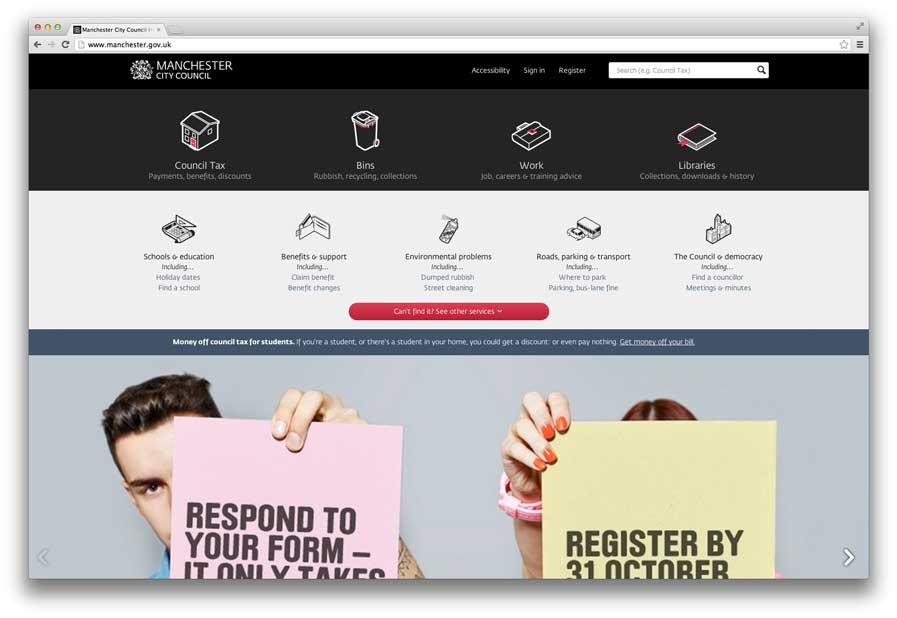 Manchester City Council
www.manchester.gov.uk
MANCHESTER
CITY COUNCIL
Accessibility Sign in Register Search (e.g. Council Tax)
Council Tax
Payments, benefits, discounts
Bins
Rubbish, recycling, collections
Work
Job, careers & training advice
Libraries
Collections, downloads & history
Schools & education
Including...
Holiday dates
Find a school
Benefits & support
Including...
Claim benefit
Benefit changes
Environmental problems
Including...
Dumped rubbish
Street cleaning
Roads, parking & transport
Including...
Where to park
Parking, bus-lane fine
The Council & democracy
Including...
Find a councillor
Meetings & minutes
Can't find it? See other services
Money off council tax for students. If you're a student, or there's a student in your home, you could get a discount: or even pay nothing. Get money off your bill.
RESPOND TO
YOUR FORM –
IT ONLY TAKES
REGISTER BY
31 OCTOBER